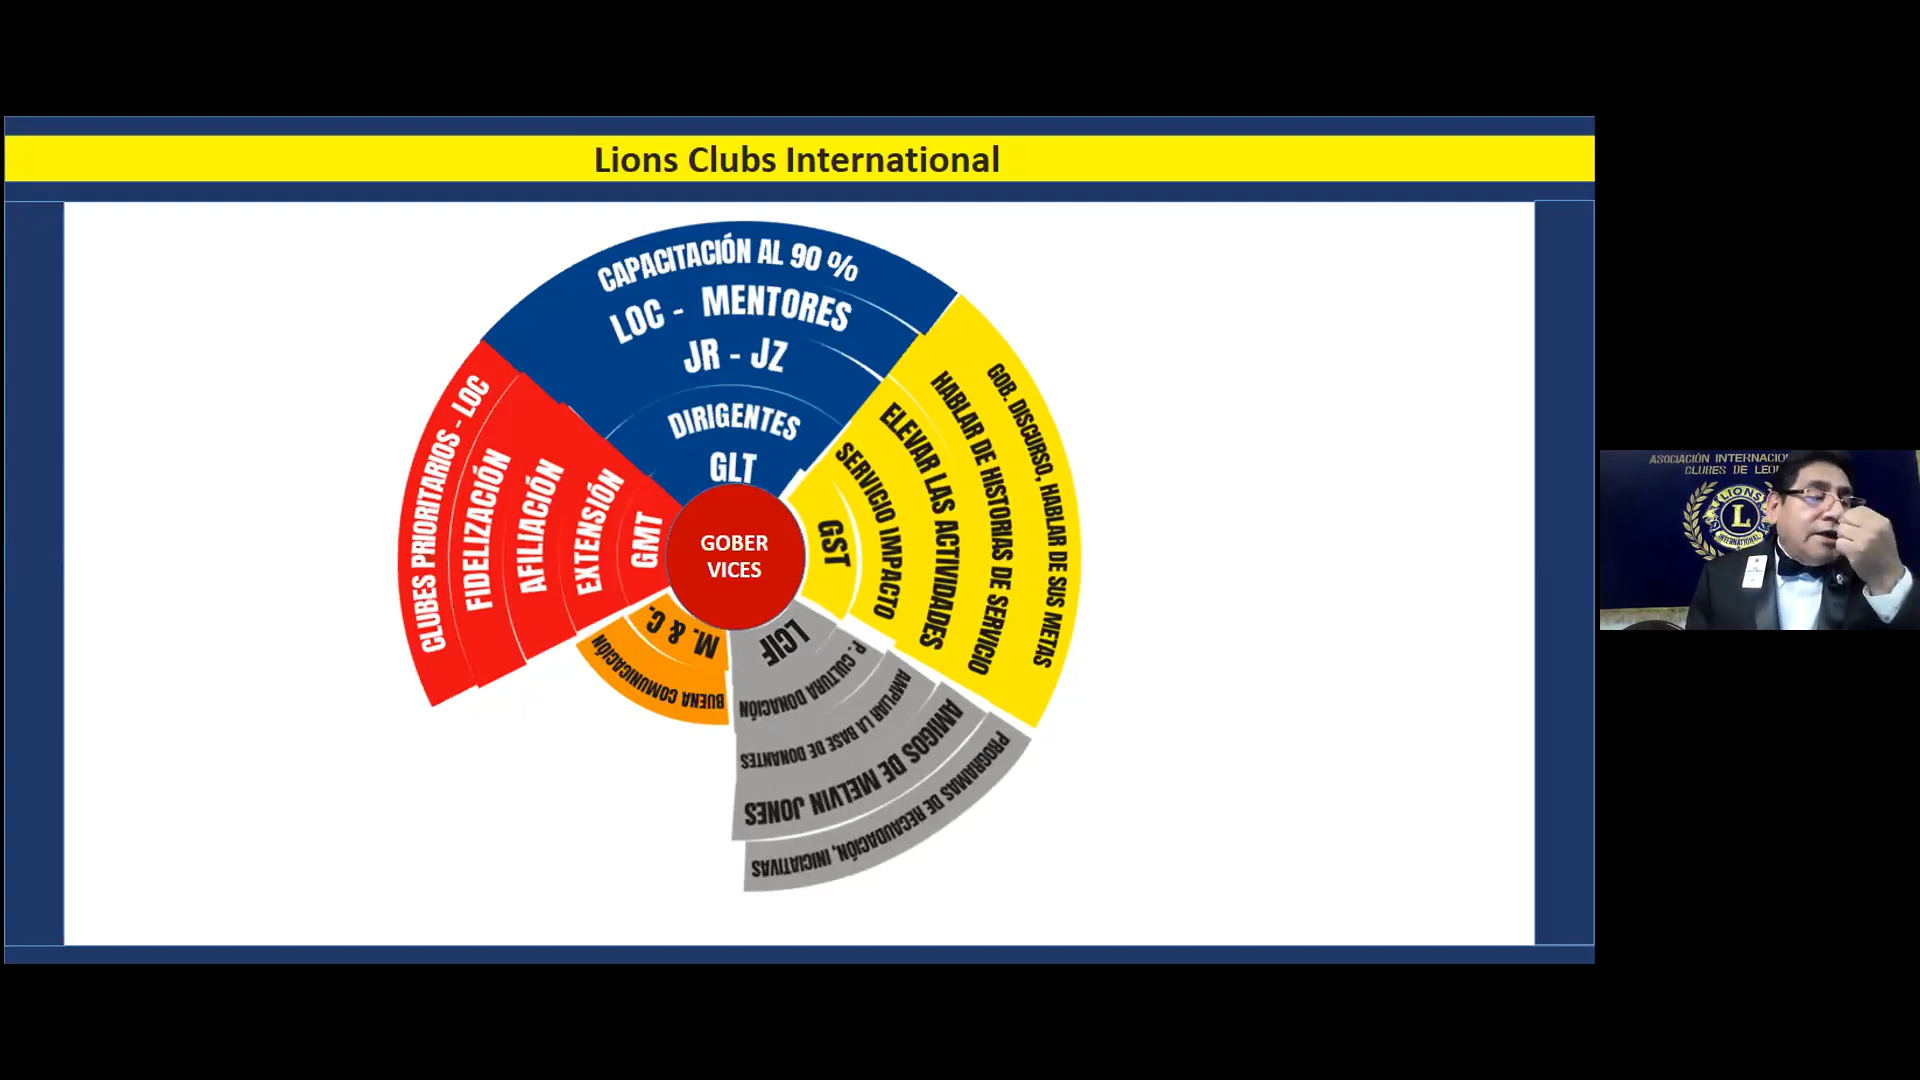 Lions Clubs International
CAPACITACIÓN AL 90 %
LOC - MENTORES
JR - JZ
DIRIGENTES
GLT
CLUBES PRIORITARIOS - LOC
FIDELIZACIÓN
AFILIACIÓN
EXTENSIÓN
GMT
GOBER
VICES
GST
SERVICIO IMPACTO
ELEVAR LAS ACTIVIDADES
HABLAR DE HISTORIAS DE SERVICIO
GOB. DISCURSO, HABLAR DE SUS METAS
M. & C.
BUENA COMUNICACIÓN
LCIF
P. CULTURA DONACIÓN
AMPLIAR LA BASE DE DONANTES
AMIGOS DE MELVIN JONES
PROGRAMAS DE RECAUDACIÓN, INICIATIVAS
ASOCIACIÓN
CLUBES DE
LIONS
L
INTERNATIONAL